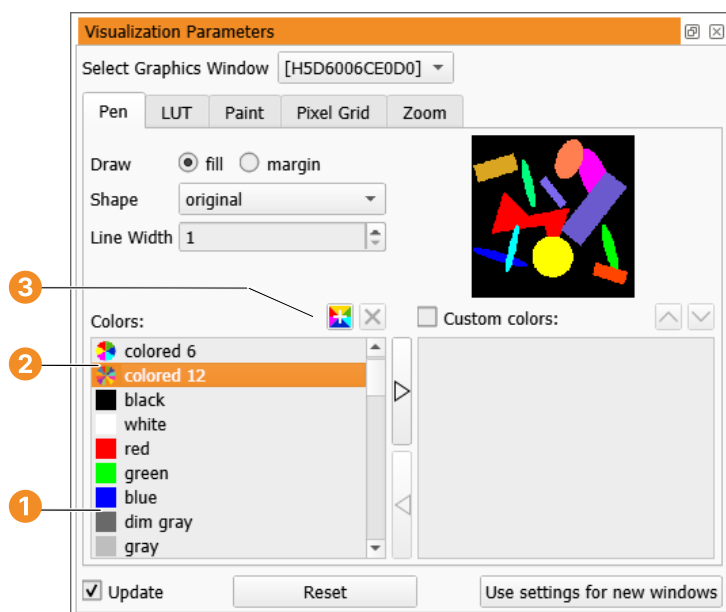 Visualization Parameters
Select Graphics Window [H5D6006CE0D0]
Pen LUT Paint Pixel Grid Zoom
Draw fill margin
Shape original
Line Width 1
3
Colors: Custom colors:
colored 6
2
colored 12
black
white
red
green
blue
1
dim gray
gray
Update Reset Use settings for new windows